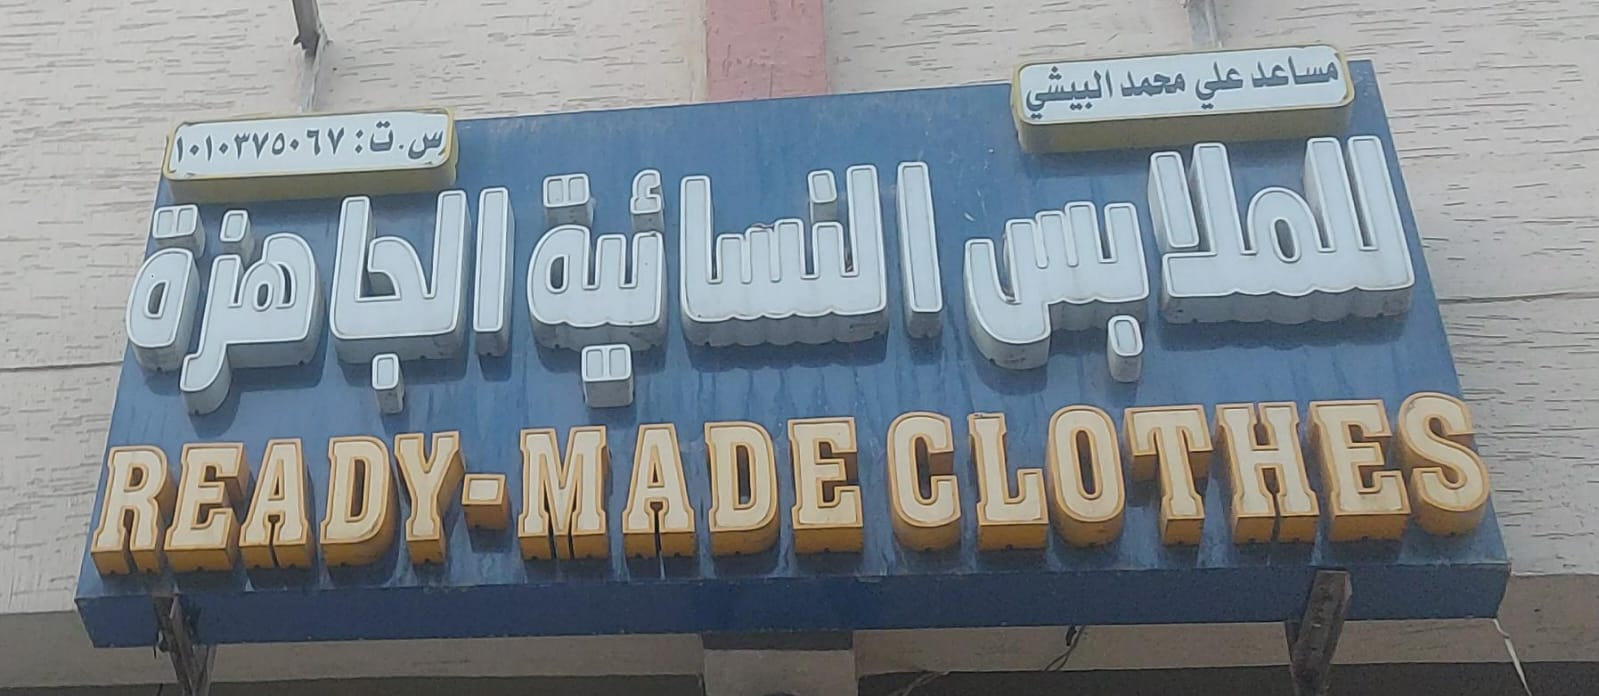 مساعد علي محمد البيشي
س.ت: ١٠١٠٣٧٥٠٦٧
للملابس النسائية الجاهزة
READY-MADE CLOTHES